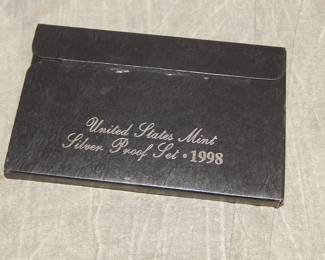 United States Mint
Silver Proof Set • 1998